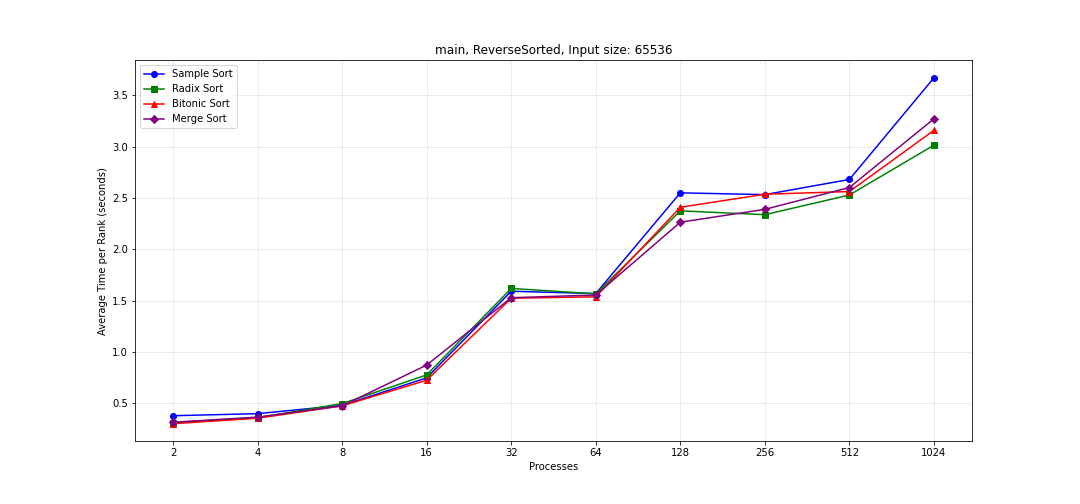 main, ReverseSorted, Input size: 65536
Sample Sort
Radix Sort
Bitonic Sort
Merge Sort
Average Time per Rank (seconds)
3.5
3.0
2.5
2.0
1.5
1.0
0.5
2 4 8 16 32 64 128 256 512 1024
Processes